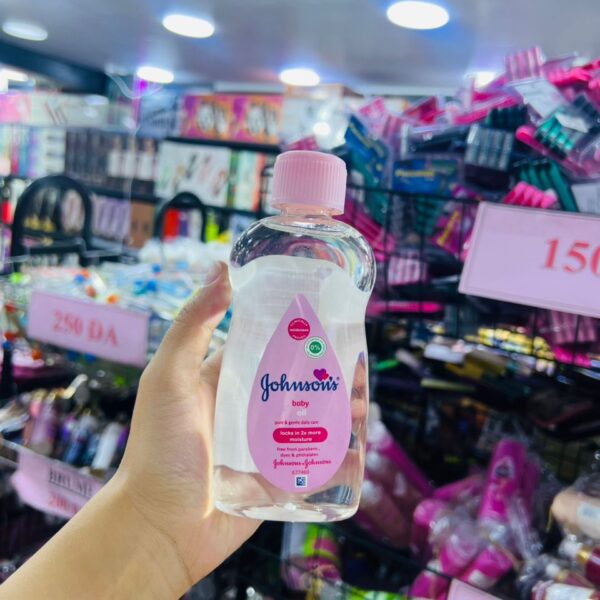 250 DA
150
Johnson's
baby
oil
pure & gentle daily care
locks in 2x more
moisture
free from parabens,
dyes & phthalates
Johnson & Johnson
0%
200